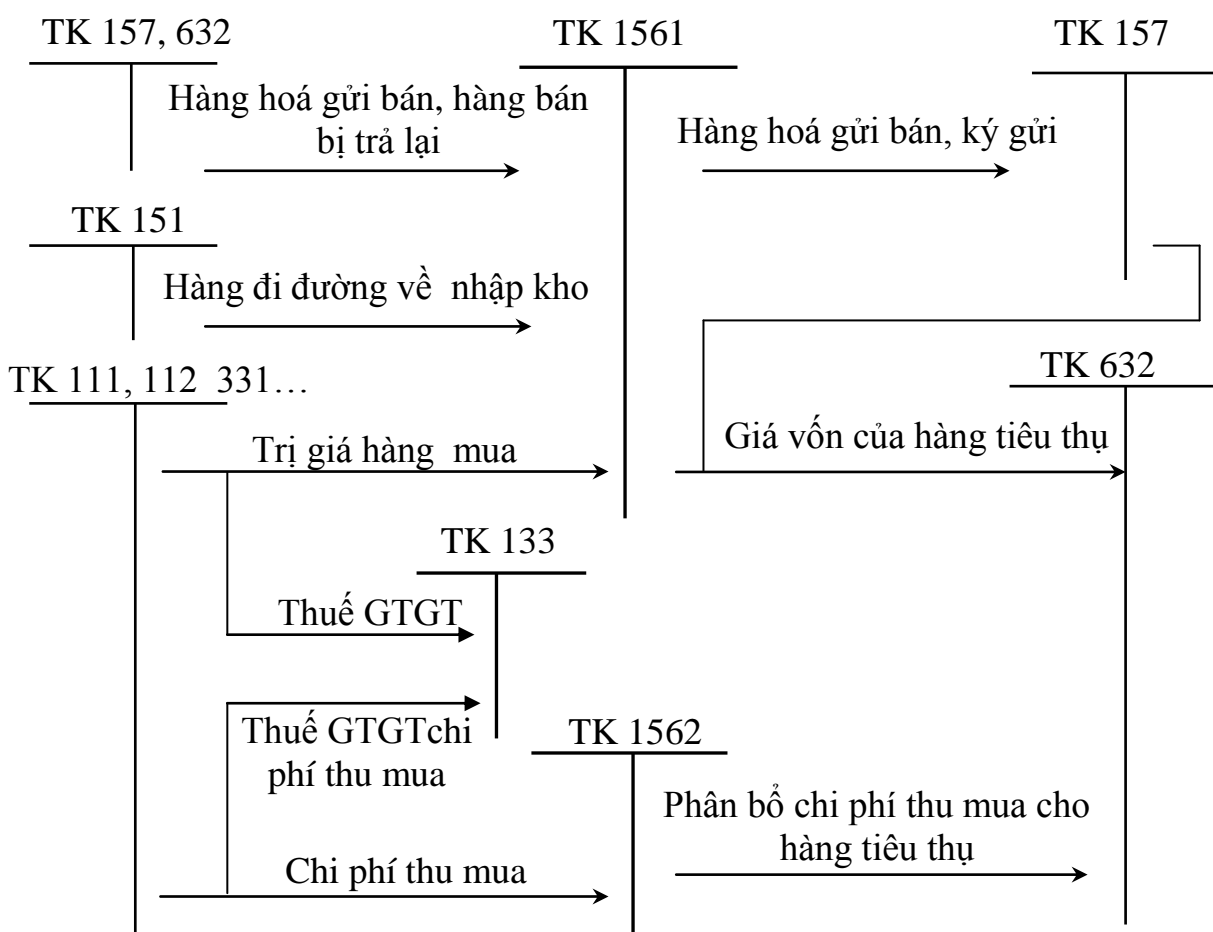 TK 157, 632
TK 1561
TK 157
Hàng hoá gửi bán, hàng bán
bị trả lại
Hàng hoá gửi bán, ký gửi
TK 151
Hàng đi đường về nhập kho
TK 111, 112 331…
TK 632
Trị giá hàng mua
Giá vốn của hàng tiêu thụ
TK 133
Thuế GTGT
Thuế GTGTchi
phí thu mua
TK 1562
Phân bổ chi phí thu mua cho
hàng tiêu thụ
Chi phí thu mua